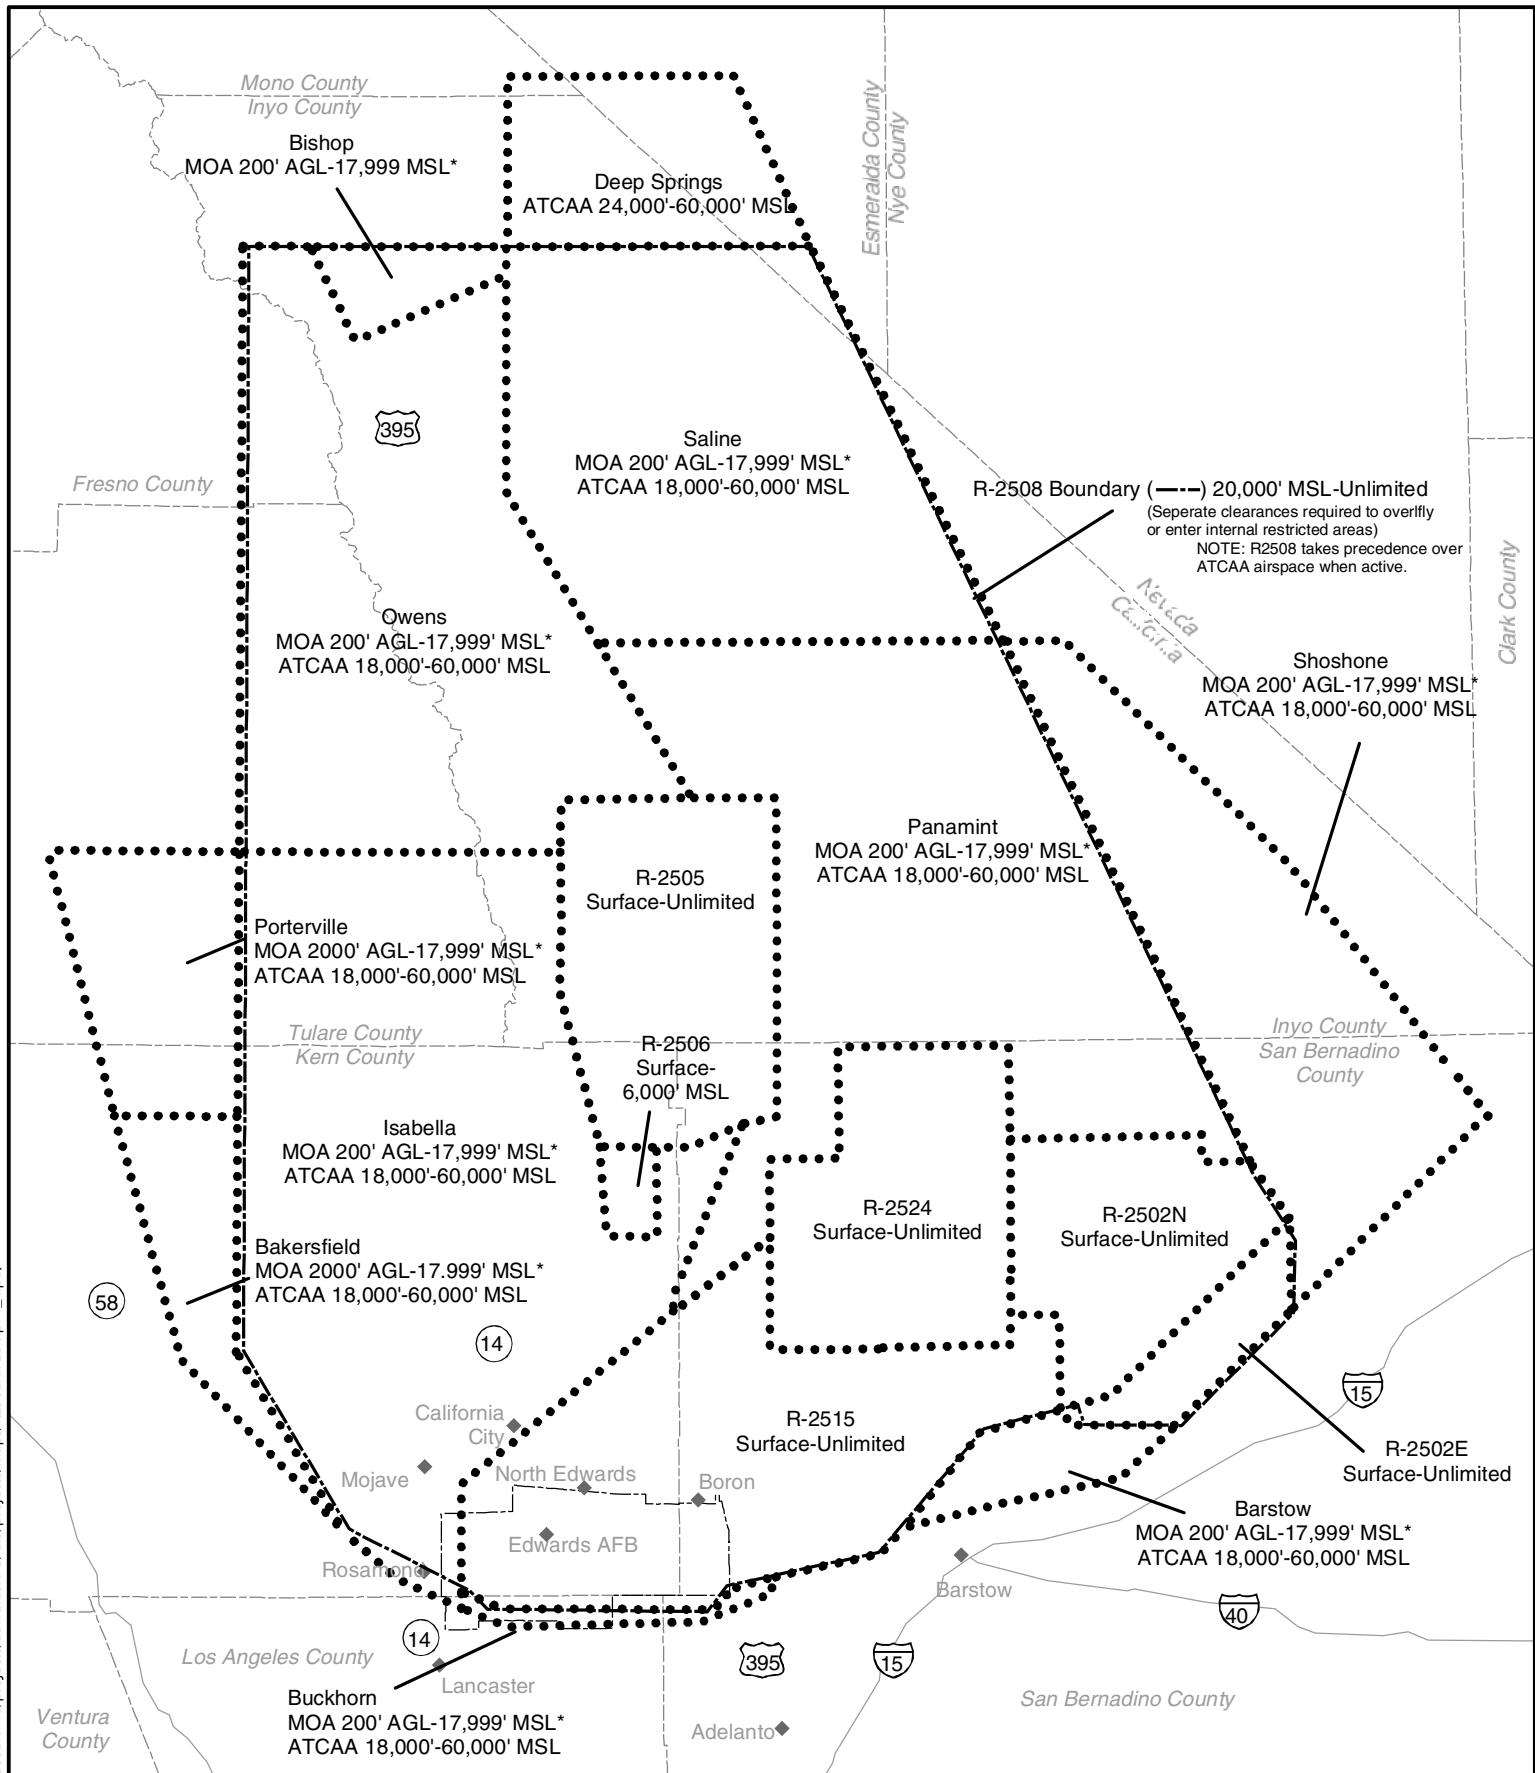 Mono County
Inyo County
Bishop
MOA 200' AGL-17,999 MSL*
Deep Springs
ATCAA 24,000'-60,000' MSL
Esmeralda County
Nye County
395
Saline
MOA 200' AGL-17,999' MSL*
ATCAA 18,000'-60,000' MSL
Fresno County
R-2508 Boundary ( ) 20,000' MSL-Unlimited
(Seperate clearances required to overlfly
or enter internal restricted areas)
NOTE: R2508 takes precedence over
ATCAA airspace when active.
Clark County
Nevada
Owens
MOA 200' AGL-17,999' MSL*
ATCAA 18,000'-60,000' MSL
Shoshone
MOA 200' AGL-17,999' MSL*
ATCAA 18,000'-60,000' MSL
Panamint
MOA 200' AGL-17,999' MSL*
ATCAA 18,000'-60,000' MSL
R-2505
Surface-Unlimited
Porterville
MOA 2000' AGL-17,999' MSL*
ATCAA 18,000'-60,000' MSL
Tulare County
Kern County
Inyo County
San Bernadino
County
R-2506
Surface-
6,000' MSL
Isabella
MOA 200' AGL-17,999' MSL*
ATCAA 18,000'-60,000' MSL
R-2524
Surface-Unlimited
R-2502N
Surface-Unlimited
Bakersfield
MOA 2000' AGL-17.999' MSL*
ATCAA 18,000'-60,000' MSL
58
14
15
California
City
R-2515
Surface-Unlimited
R-2502E
Surface-Unlimited
Mojave
North Edwards
Boron
Barstow
MOA 200' AGL-17,999' MSL*
ATCAA 18,000'-60,000' MSL
Edwards AFB
Rosamond
Barstow
40
14
Los Angeles County
395
15
Lancaster
San Bernadino County
Buckhorn
MOA 200' AGL-17,999' MSL*
ATCAA 18,000'-60,000' MSL
Ventura
County
Adelanto